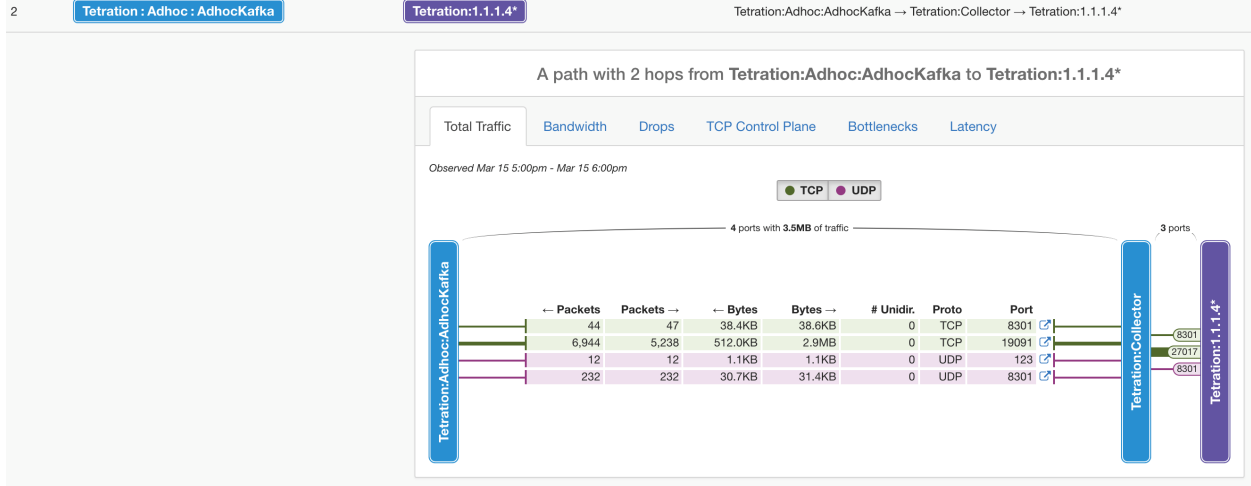 2 Tetration : Adhoc : AdhocKafka Tetration:1.1.1.4* Tetration:Adhoc:AdhocKafka → Tetration:Collector → Tetration:1.1.1.4*
A path with 2 hops from Tetration:Adhoc:AdhocKafka to Tetration:1.1.1.4*
Total Traffic Bandwidth Drops TCP Control Plane Bottlenecks Latency
Observed Mar 15 5:00pm - Mar 15 6:00pm
TCP UDP
4 ports with 3.5MB of traffic 3 ports
Tetration:Adhoc:AdhocKafka
← Packets Packets → ← Bytes Bytes → # Unidir. Proto Port
44 47 38.4KB 38.6KB 0 TCP 8301
6,944 5,238 512.0KB 2.9MB 0 TCP 19091
12 12 1.1KB 1.1KB 0 UDP 123
232 232 30.7KB 31.4KB 0 UDP 8301
Tetration:Collector
8301
27017
8301
Tetration:1.1.1.4*